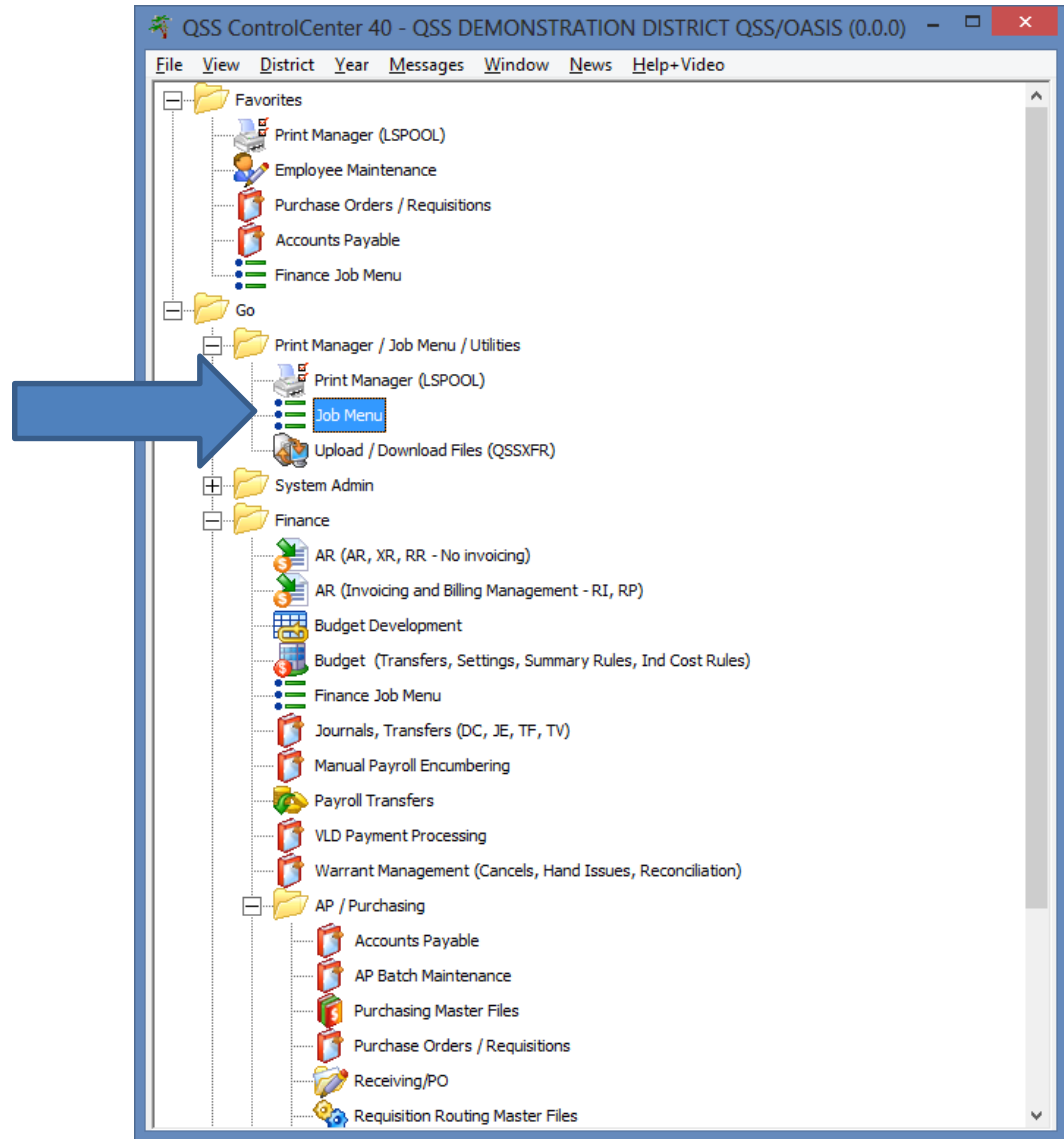 QSS ControlCenter 40 - QSS DEMONSTRATION DISTRICT QSS/OASIS (0.0.0)
File View District Year Messages Window News Help+Video
Favorites
Print Manager (LSPOOL)
Employee Maintenance
Purchase Orders / Requisitions
Accounts Payable
Finance Job Menu
Go
Print Manager / Job Menu / Utilities
Print Manager (LSPOOL)
Job Menu
Upload / Download Files (QSSXFR)
System Admin
Finance
AR (AR, XR, RR - No invoicing)
AR (Invoicing and Billing Management - RI, RP)
Budget Development
Budget (Transfers, Settings, Summary Rules, Ind Cost Rules)
Finance Job Menu
Journals, Transfers (DC, JE, TF, TV)
Manual Payroll Encumbering
Payroll Transfers
VLD Payment Processing
Warrant Management (Cancels, Hand Issues, Reconciliation)
AP / Purchasing
Accounts Payable
AP Batch Maintenance
Purchasing Master Files
Purchase Orders / Requisitions
Receiving/PO
Requisition Routing Master Files